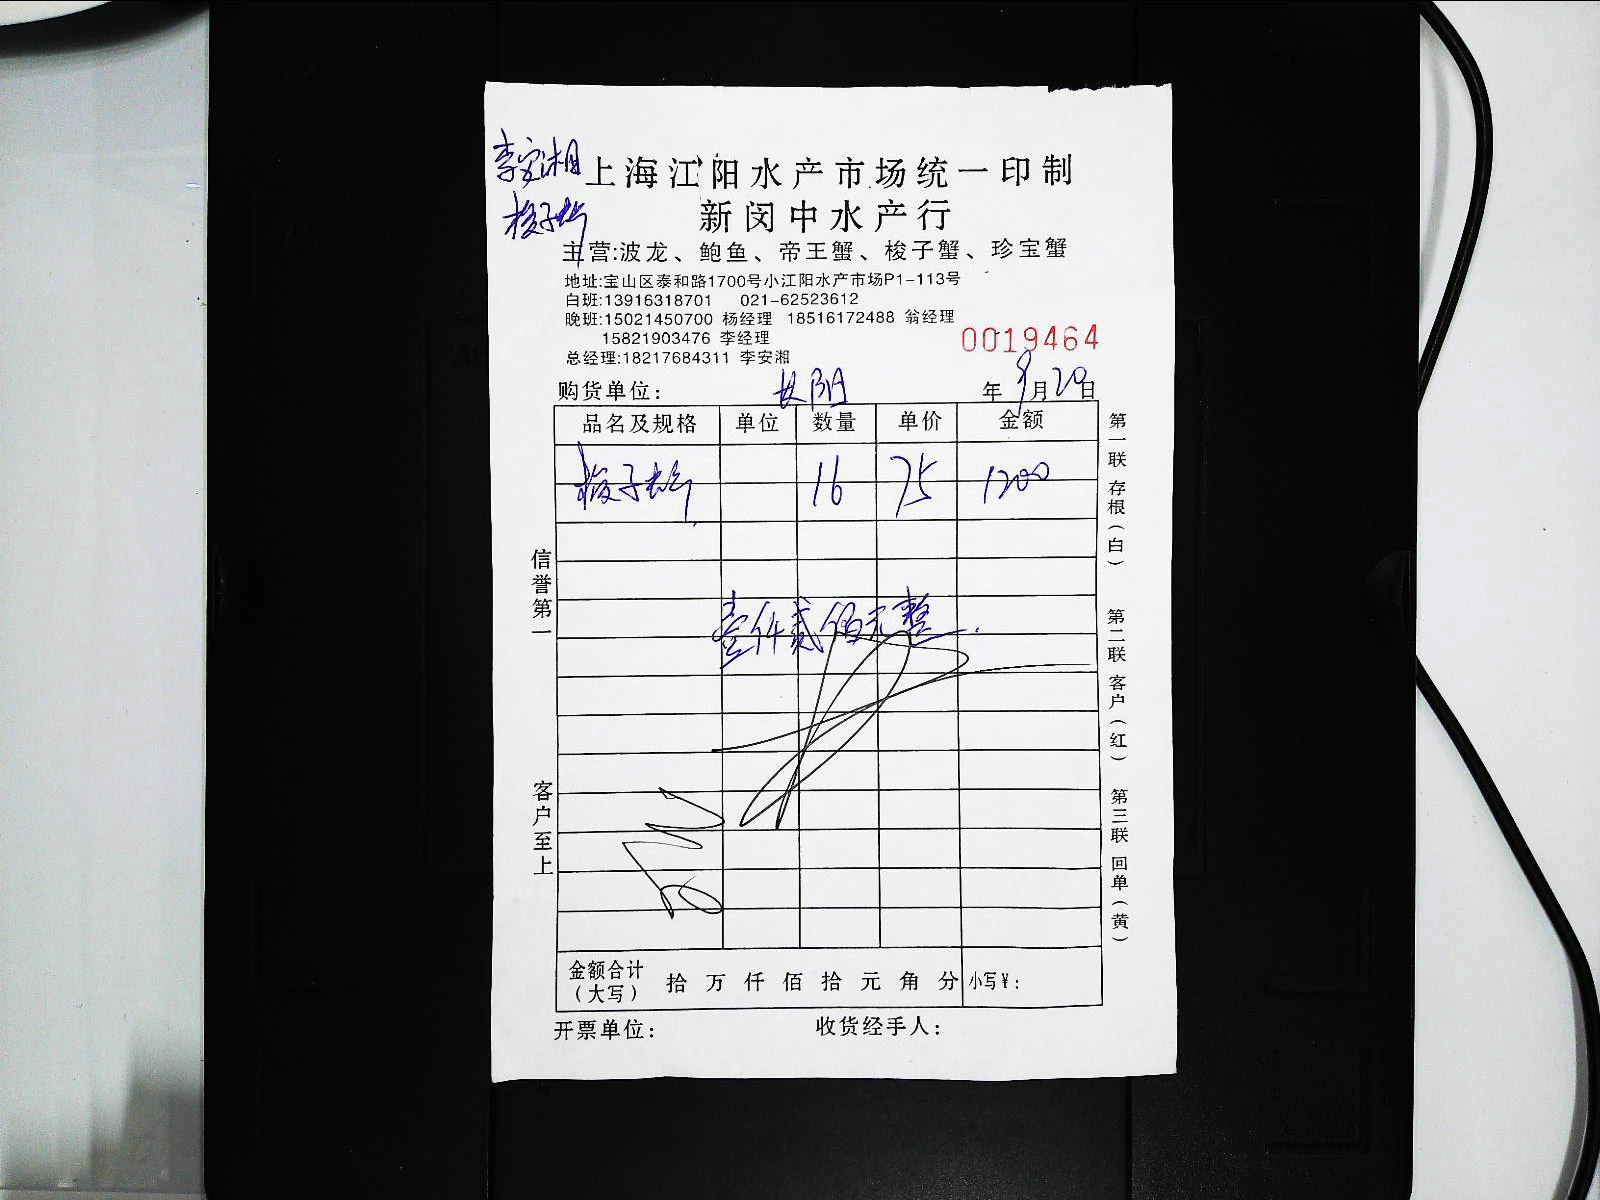 李安湘
梭子蟹
上海江阳水产市场统一印制
新闵中水产行
主营:波龙、鲍鱼、帝王蟹、梭子蟹、珍宝蟹
地址:宝山区泰和路1700号小江阳水产市场P1-113号
白班:13916318701 021-62523612
晚班:15021450700 杨经理 18516172488 翁经理
15821903476 李经理
总经理:18217684311 李安湘
0019464
购货单位: 长阳 年9月20日
品名及规格 单位 数量 单价 金额
梭子蟹 16 75 1200
壹仟贰佰元整
金额合计(大写) 拾 万 仟 佰 拾 元 角 分 小写¥:
开票单位: 收货经手人:
信誉第一 客户至上
第一联 存根(白) 第二联 客户(红) 第三联 回单(黄)